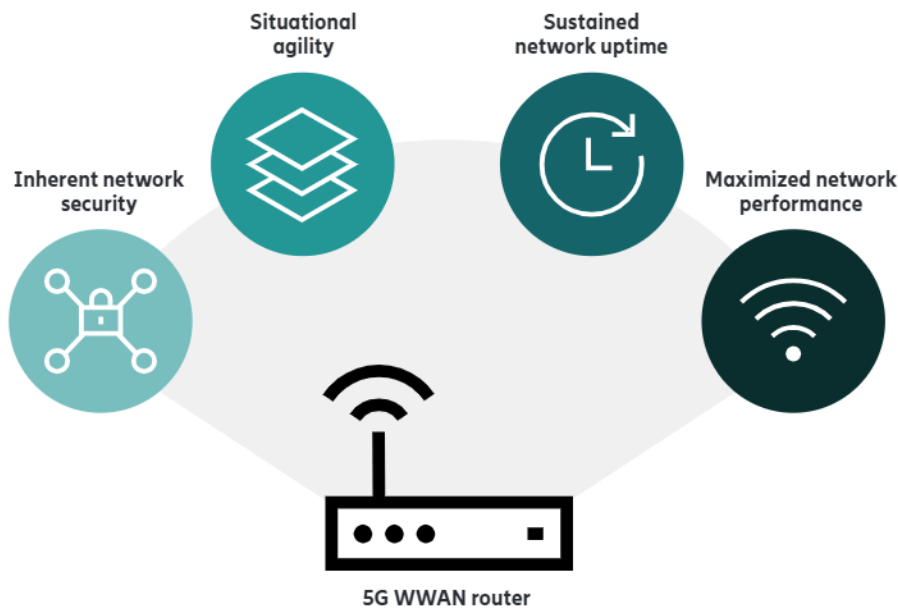 Situational
agility
Sustained
network uptime
Inherent network
security
Maximized network
performance
5G WWAN router